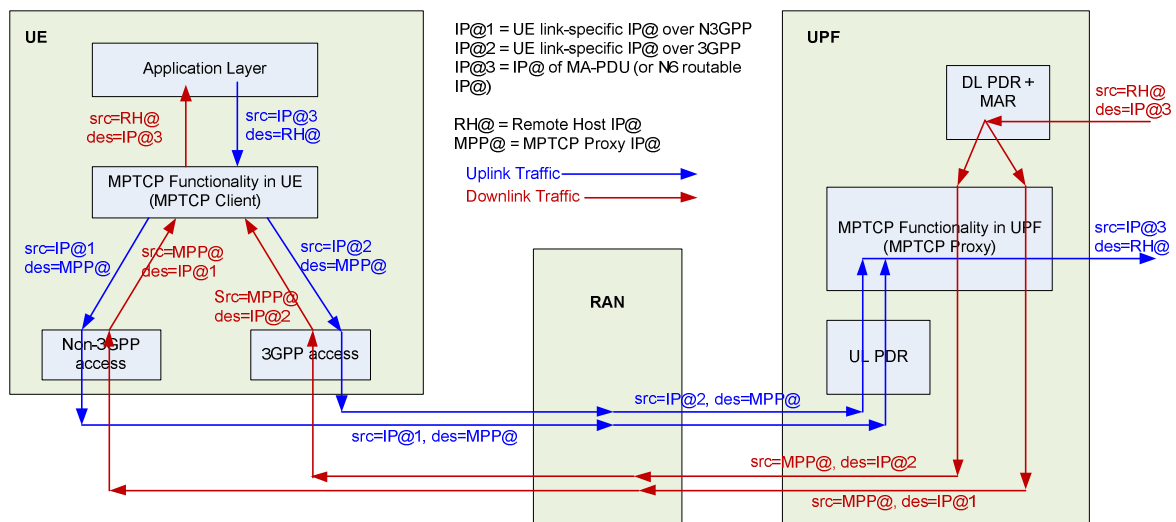 UE
Application Layer
src=RH@
des=IP@3
src=IP@3
des=RH@
MPTCP Functionality in UE
(MPTCP Client)
src=IP@1
des=MPP@
src=MPP@
des=IP@1
src=IP@2
des=MPP@
Src=MPP@
des=IP@2
Non-3GPP
access
3GPP access
IP@1 = UE link-specific IP@ over N3GPP
IP@2 = UE link-specific IP@ over 3GPP
IP@3 = IP@ of MA-PDU (or N6 routable
IP@)
RH@ = Remote Host IP@
MPP@ = MPTCP Proxy IP@
Uplink Traffic
Downlink Traffic
RAN
UPF
DL PDR +
MAR
src=RH@
des=IP@3
MPTCP Functionality in UPF
(MPTCP Proxy)
src=IP@3
des=RH@
UL PDR
src=IP@2, des=MPP@
src=IP@1, des=MPP@
src=MPP@, des=IP@2
src=MPP@, des=IP@1